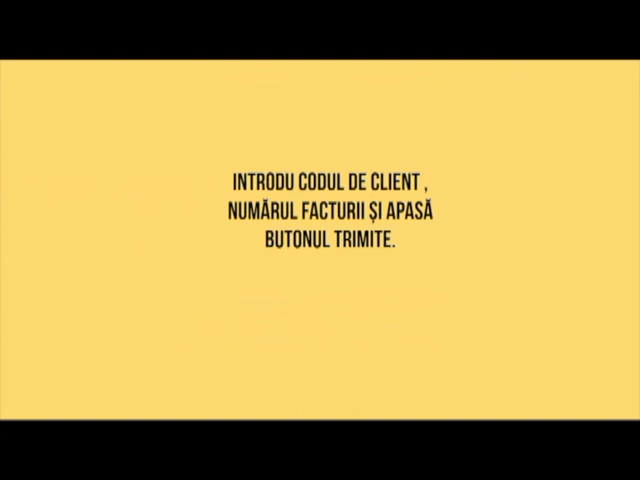 INTRODU CODUL DE CLIENT ,
NUMĂRUL FACTURII ȘI APASĂ
BUTONUL TRIMITE.